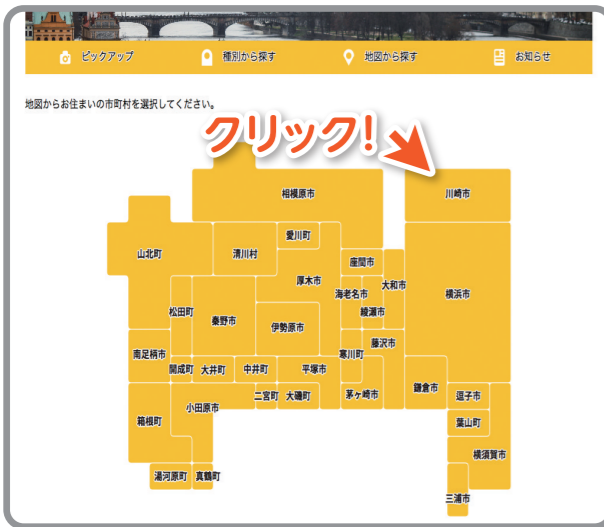 ピックアップ
種別から探す
地図から探す
お知らせ
地図からお住まいの市町村を選択してください。
クリック!
相模原市
川崎市
愛川町
山北町
清川村
座間市
厚木市
大和市
海老名市
横浜市
松田町
綾瀬市
秦野市
伊勢原市
藤沢市
南足柄市
寒川町
開成町
大井町
中井町
平塚市
鎌倉市
二宮町
大磯町
茅ヶ崎市
逗子市
小田原市
箱根町
葉山町
横須賀市
湯河原町
真鶴町
三浦市